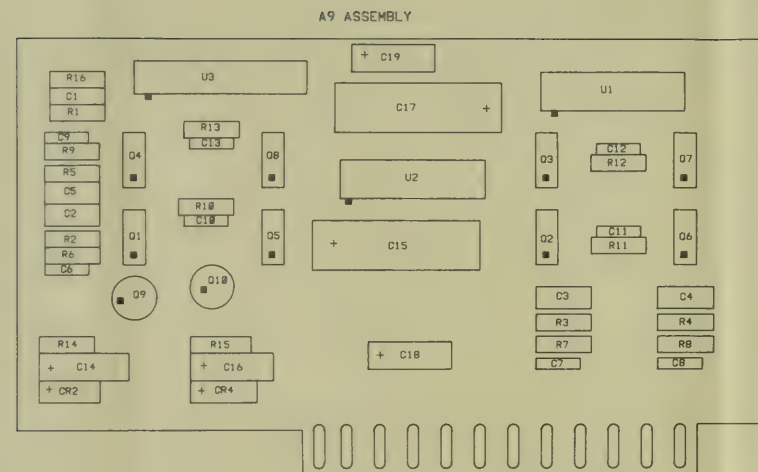 A9 ASSEMBLY
+ C19
R16
U3
C1
U1
R1
C17 +
R13
C9
C13
C12
R9
Q4
Q8
Q3
R12
Q7
R5
U2
C5
R10
C2
C10
C11
R2
Q1
Q5
+ C15
Q2
R11
Q6
R6
C6
Q9
Q10
C3
C4
R3
R4
R14
R15
R7
R8
+ C18
+ C14
+ C16
C7
C8
+ CR2
+ CR4